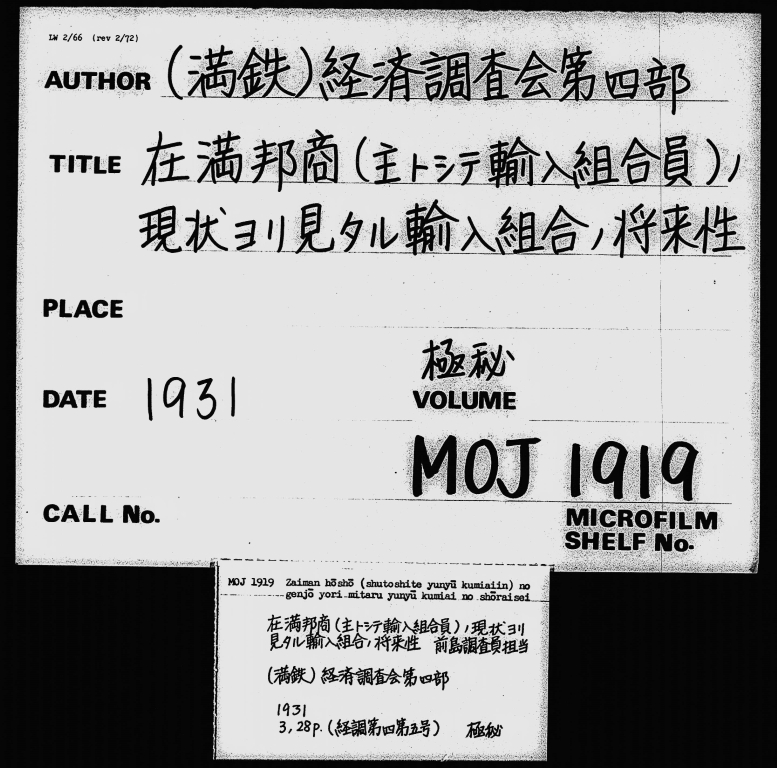 LW 2/66 (rev 2/72)
AUTHOR (満鉄)経済調査会第四部
TITLE 在満邦商(主トシテ輸入組合員)ノ
現状ヨリ見タル輸入組合ノ将来性
PLACE
極秘
DATE 1931 VOLUME
MOJ 1919
CALL No. MICROFILM
SHELF No.
MOJ 1919 Zaiman hōshō (shutoshite yunyū kumiaiin) no
genjō yori mitaru yunyū kumiai no shōraisei
在満邦商(主トシテ輸入組合員)ノ現状ヨリ
見タル輸入組合ノ将来性 前島調査員担当
(満鉄)経済調査会第四部
1931
3,28p.(経調第四第五号) 極秘